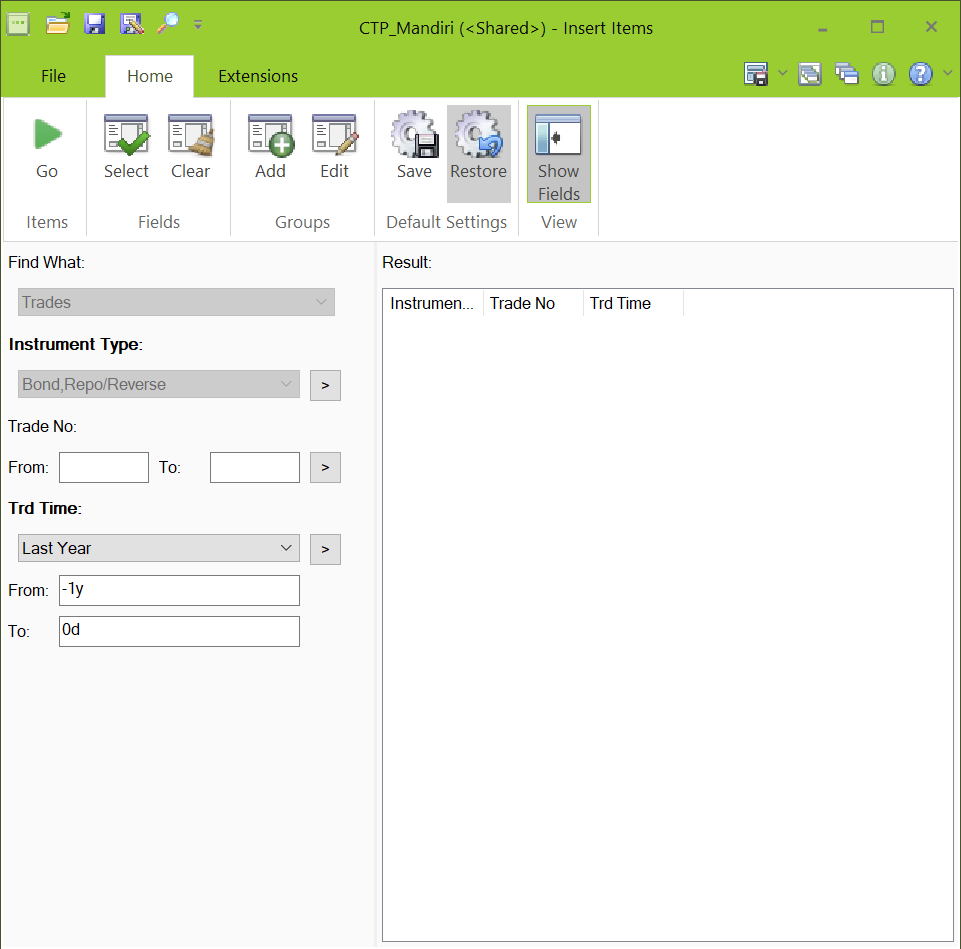 CTP_Mandiri (<Shared>) - Insert Items
File Home Extensions
Go Select Clear Add Edit Save Restore Show Fields
Items Fields Groups Default Settings View
Find What:
Trades
Instrument Type:
Bond,Repo/Reverse >
Trade No:
From: To: >
Trd Time:
Last Year >
From: -1y
To: 0d
Result:
Instrumen... Trade No Trd Time